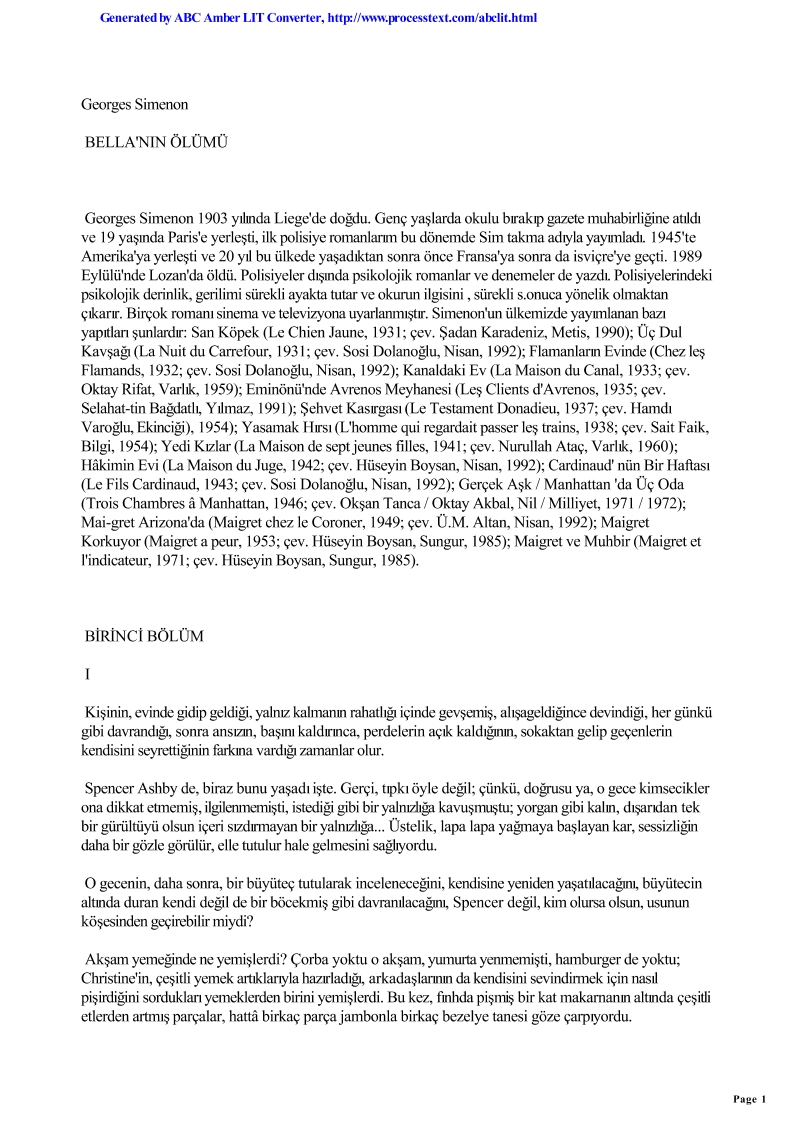 Generated by ABC Amber LIT Converter, http://www.processtext.com/abclit.html
Georges Simenon
BELLA'NIN ÖLÜMÜ
Georges Simenon 1903 yılında Liege'de doğdu. Genç yaşlarda okulu bırakıp gazete muhabirliğine atıldı
ve 19 yaşında Paris'e yerleşti, ilk polisiye romanlarım bu dönemde Sim takma adıyla yayımladı. 1945'te
Amerika'ya yerleşti ve 20 yıl bu ülkede yaşadıktan sonra önce Fransa'ya sonra da isviçre'ye geçti. 1989
Eylülü'nde Lozan'da öldü. Polisiyeler dışında psikolojik romanlar ve denemeler de yazdı. Polisiyelerindeki
psikolojik derinlik, gerilimi sürekli ayakta tutar ve okurun ilgisini , sürekli s.onuca yönelik olmaktan
çıkarır. Birçok romanı sinema ve televizyona uyarlanmıştır. Simenon'un ülkemizde yayımlanan bazı
yapıtları şunlardır: San Köpek (Le Chien Jaune, 1931; çev. Şadan Karadeniz, Metis, 1990); Üç Dul
Kavşağı (La Nuit du Carrefour, 1931; çev. Sosi Dolanoğlu, Nisan, 1992); Flamanların Evinde (Chez leş
Flamands, 1932; çev. Sosi Dolanoğlu, Nisan, 1992); Kanaldaki Ev (La Maison du Canal, 1933; çev.
Oktay Rifat, Varlık, 1959); Eminönü'nde Avrenos Meyhanesi (Leş Clients d'Avrenos, 1935; çev.
Selahat-tin Bağdatlı, Yılmaz, 1991); Şehvet Kasırgası (Le Testament Donadieu, 1937; çev. Hamdı
Varoğlu, Ekinciği), 1954); Yasamak Hırsı (L'homme qui regardait passer leş trains, 1938; çev. Sait Faik,
Bilgi, 1954); Yedi Kızlar (La Maison de sept jeunes filles, 1941; çev. Nurullah Ataç, Varlık, 1960);
Hâkimin Evi (La Maison du Juge, 1942; çev. Hüseyin Boysan, Nisan, 1992); Cardinaud' nün Bir Haftası
(Le Fils Cardinaud, 1943; çev. Sosi Dolanoğlu, Nisan, 1992); Gerçek Aşk / Manhattan 'da Üç Oda
(Trois Chambres â Manhattan, 1946; çev. Okşan Tanca / Oktay Akbal, Nil / Milliyet, 1971 / 1972);
Mai-gret Arizona'da (Maigret chez le Coroner, 1949; çev. Ü.M. Altan, Nisan, 1992); Maigret
Korkuyor (Maigret a peur, 1953; çev. Hüseyin Boysan, Sungur, 1985); Maigret ve Muhbir (Maigret et
l'indicateur, 1971; çev. Hüseyin Boysan, Sungur, 1985).
BİRİNCİ BÖLÜM
I
Kişinin, evinde gidip geldiği, yalnız kalmanın rahatlığı içinde gevşemiş, alışageldiğince devindiği, her günkü
gibi davrandığı, sonra ansızın, başını kaldırınca, perdelerin açık kaldığının, sokaktan gelip geçenlerin
kendisini seyrettiğinin farkına vardığı zamanlar olur.
Spencer Ashby de, biraz bunu yaşadı işte. Gerçi, tıpkı öyle değil; çünkü, doğrusu ya, o gece kimsecikler
ona dikkat etmemiş, ilgilenmemişti, istediği gibi bir yalnızlığa kavuşmuştu; yorgan gibi kalın, dışarıdan tek
bir gürültüyü olsun içeri sızdırmayan bir yalnızlığa... Üstelik, lapa lapa yağmaya başlayan kar, sessizliğin
daha bir gözle görülür, elle tutulur hale gelmesini sağlıyordu.
O gecenin, daha sonra, bir büyüteç tutularak inceleneceğini, kendisine yeniden yaşatılacağını, büyütecin
altında duran kendi değil de bir böcekmiş gibi davranılacağını, Spencer değil, kim olursa olsun, usunun
köşesinden geçirebilir miydi?
Akşam yemeğinde ne yemişlerdi? Çorba yoktu o akşam, yumurta yenmemişti, hamburger de yoktu;
Christine'in, çeşitli yemek artıklarıyla hazırladığı, arkadaşlarının da kendisini sevindirmek için nasıl
pişirdiğini sordukları yemeklerden birini yemişlerdi. Bu kez, fınhda pişmiş bir kat makarnanın altında çeşitli
etlerden artmış parçalar, hattâ birkaç parça jambonla birkaç bezelye tanesi göze çarpıyordu.
Page 1